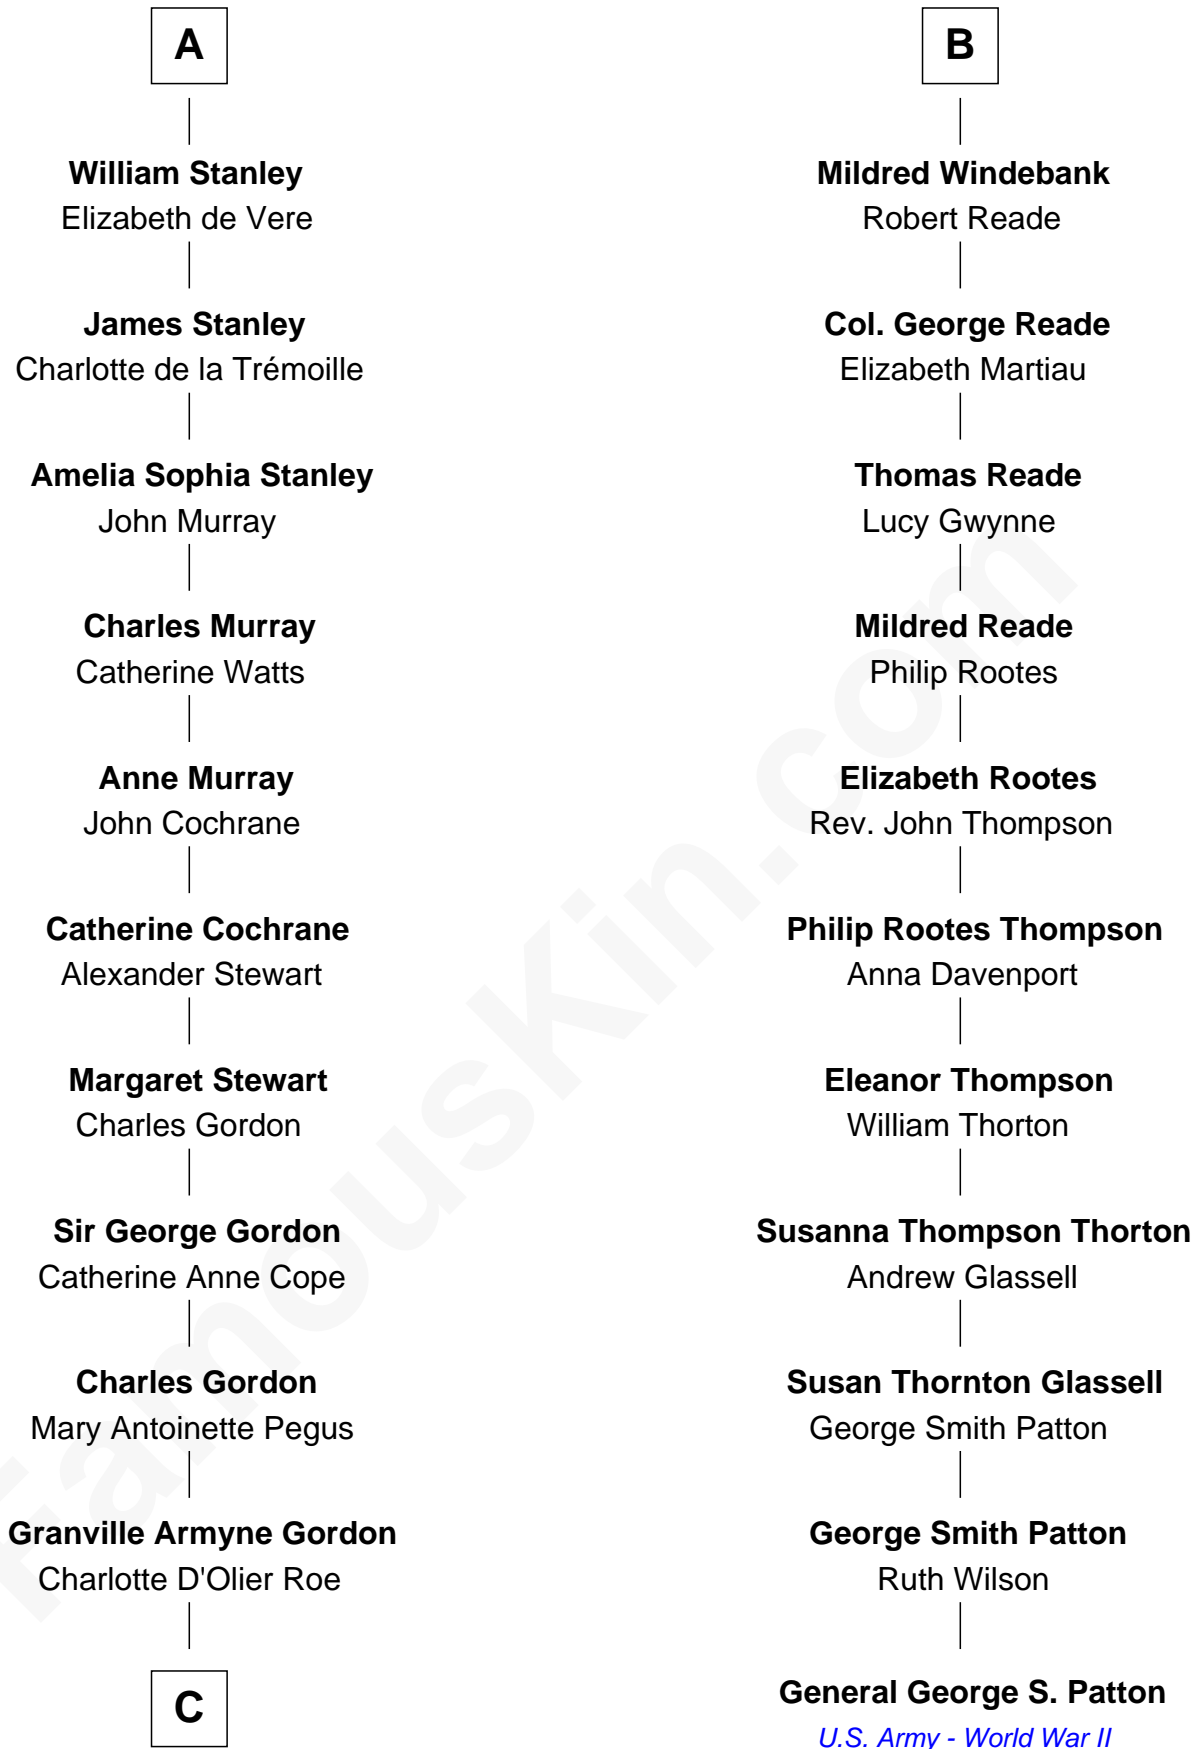 A
William Stanley
Elizabeth de Vere
James Stanley
Charlotte de la Trémoille
Amelia Sophia Stanley
John Murray
Charles Murray
Catherine Watts
Anne Murray
John Cochrane
Catherine Cochrane
Alexander Stewart
Margaret Stewart
Charles Gordon
Sir George Gordon
Catherine Anne Cope
Charles Gordon
Mary Antoinette Pegus
Granville Armyne Gordon
Charlotte D'Olier Roe
C
B
Mildred Windebank
Robert Reade
Col. George Reade
Elizabeth Martiau
Thomas Reade
Lucy Gwynne
Mildred Reade
Philip Rootes
Elizabeth Rootes
Rev. John Thompson
Philip Rootes Thompson
Anna Davenport
Eleanor Thompson
William Thorton
Susanna Thompson Thorton
Andrew Glassell
Susan Thornton Glassell
George Smith Patton
George Smith Patton
Ruth Wilson
General George S. Patton
U.S. Army - World War II
FamousKin.com